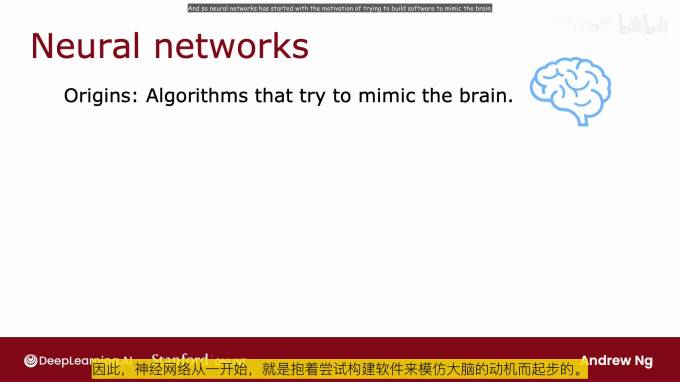 And so neural networks has started with the motivation of trying to build software to mimic the brain.
bilibili
Neural networks
Origins: Algorithms that try to mimic the brain.
DeepLearning.AI
Stanford
Andrew Ng
因此，神经网络从一开始，就是抱着尝试构建软件来模仿大脑的动机而起步的。